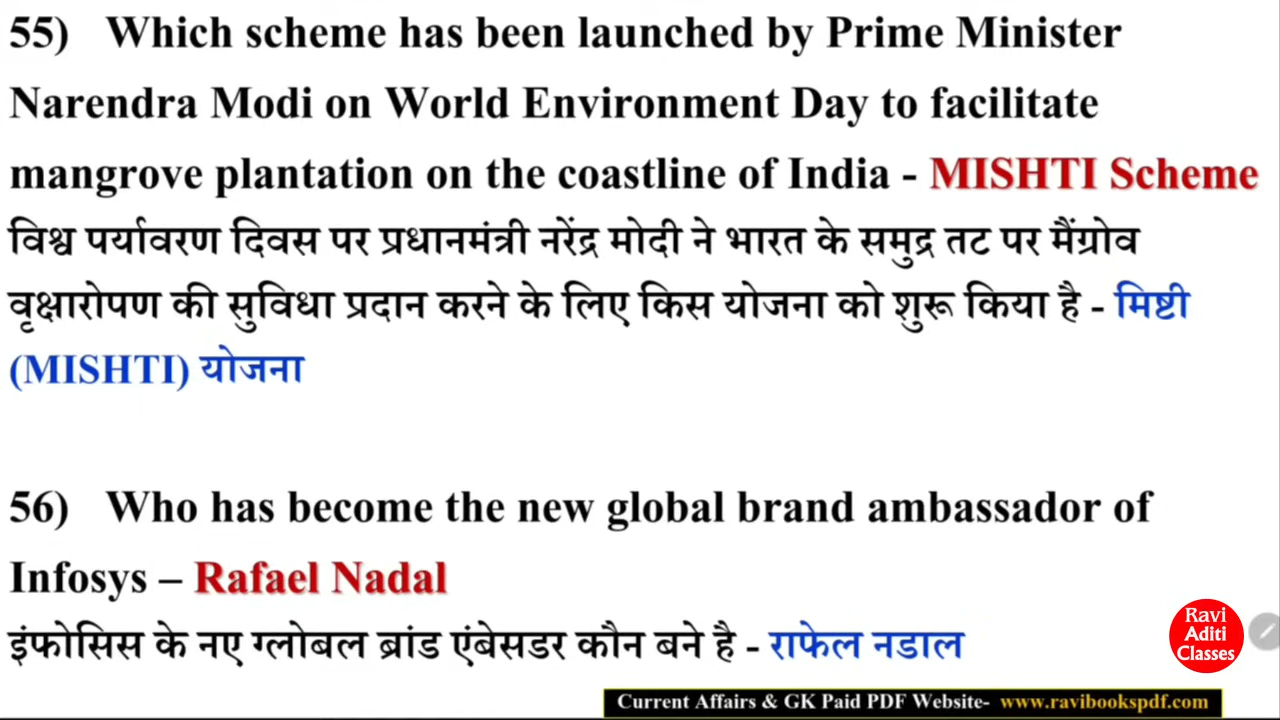 55) Which scheme has been launched by Prime Minister
Narendra Modi on World Environment Day to facilitate
mangrove plantation on the coastline of India - MISHTI Scheme
विश्व पर्यावरण दिवस पर प्रधानमंत्री नरेंद्र मोदी ने भारत के समुद्र तट पर मैंग्रोव
वृक्षारोपण की सुविधा प्रदान करने के लिए किस योजना को शुरू किया है - मिष्टी
(MISHTI) योजना
56) Who has become the new global brand ambassador of
Infosys – Rafael Nadal
इंफोसिस के नए ग्लोबल ब्रांड एंबेसडर कौन बने है - राफेल नडाल
Ravi
Aditi
Classes
Current Affairs & GK Paid PDF Website- www.ravibookspdf.com